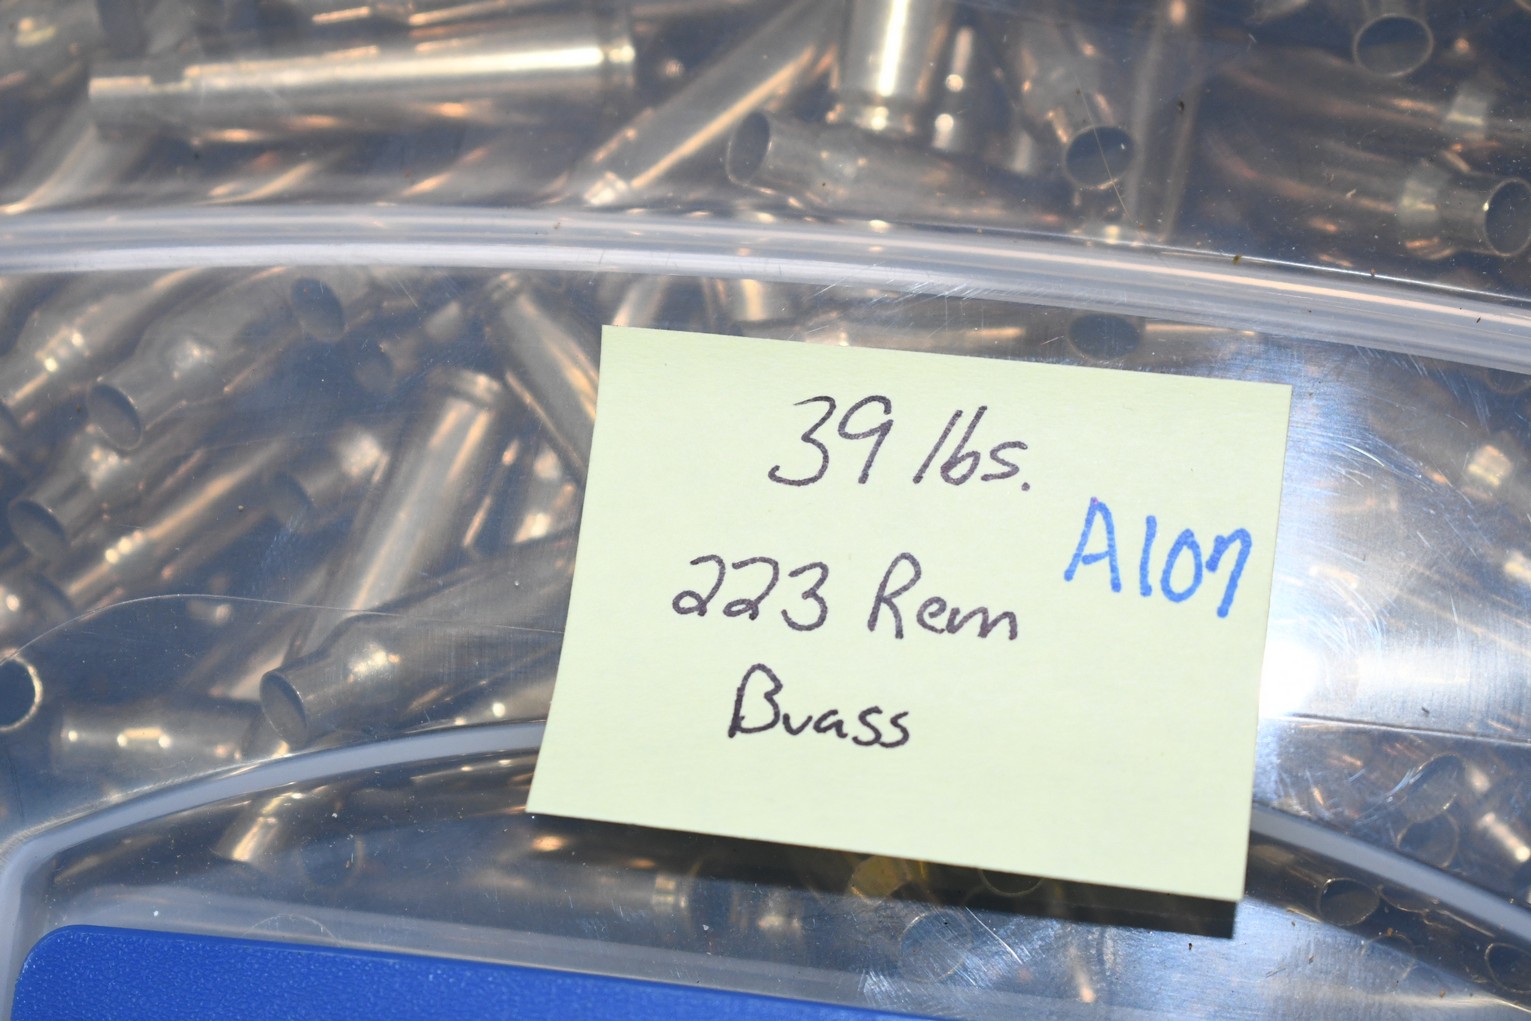 39 lbs.
A107
223 Rem
Brass